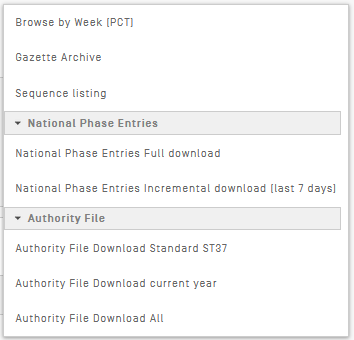 Browse by Week (PCT)
Gazette Archive
Sequence listing
National Phase Entries
National Phase Entries Full download
National Phase Entries Incremental download (last 7 days)
Authority File
Authority File Download Standard ST37
Authority File Download current year
Authority File Download All